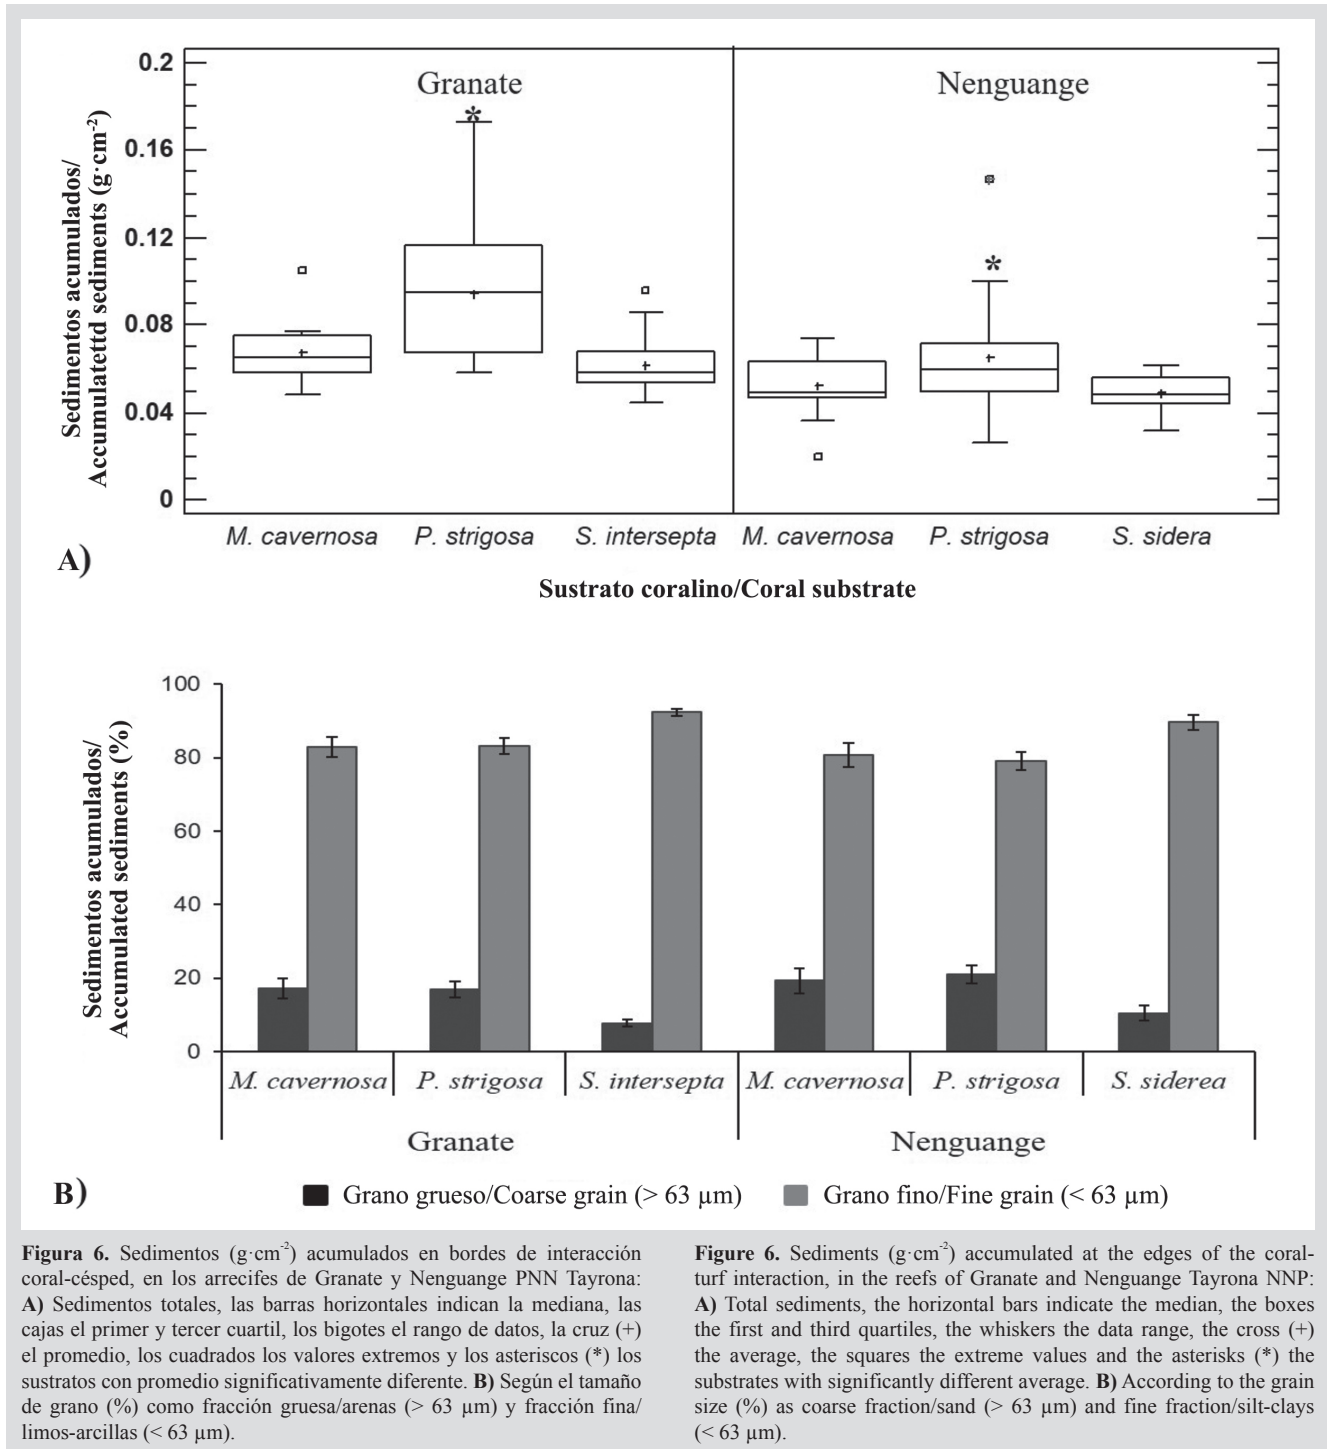 Granate
Nenguange
*
*
0.2
0.16
0.12
0.08
0.04
0
Sedimentos acumulados/
Accumulatettd sediments (g·cm⁻²)
M. cavernosa P. strigosa S. intersepta M. cavernosa P. strigosa S. sidera
A)
Sustrato coralino/Coral substrate
100
80
60
40
20
0
Sedimentos acumulados/
Accumulated sediments (%)
M. cavernosa P. strigosa S. intersepta M. cavernosa P. strigosa S. siderea
Granate Nenguange
B)
Grano grueso/Coarse grain (> 63 µm) Grano fino/Fine grain (< 63 µm)
Figura 6. Sedimentos (g·cm⁻²) acumulados en bordes de interacción
coral-césped, en los arrecifes de Granate y Nenguange PNN Tayrona:
A) Sedimentos totales, las barras horizontales indican la mediana, las
cajas el primer y tercer cuartil, los bigotes el rango de datos, la cruz (+)
el promedio, los cuadrados los valores extremos y los asteriscos (*) los
sustratos con promedio significativamente diferente. B) Según el tamaño
de grano (%) como fracción gruesa/arenas (> 63 µm) y fracción fina/
limos-arcillas (< 63 µm).
Figure 6. Sediments (g·cm⁻²) accumulated at the edges of the coral-
turf interaction, in the reefs of Granate and Nenguange Tayrona NNP:
A) Total sediments, the horizontal bars indicate the median, the boxes
the first and third quartiles, the whiskers the data range, the cross (+)
the average, the squares the extreme values and the asterisks (*) the
substrates with significantly different average. B) According to the grain
size (%) as coarse fraction/sand (> 63 µm) and fine fraction/silt-clays
(< 63 µm).